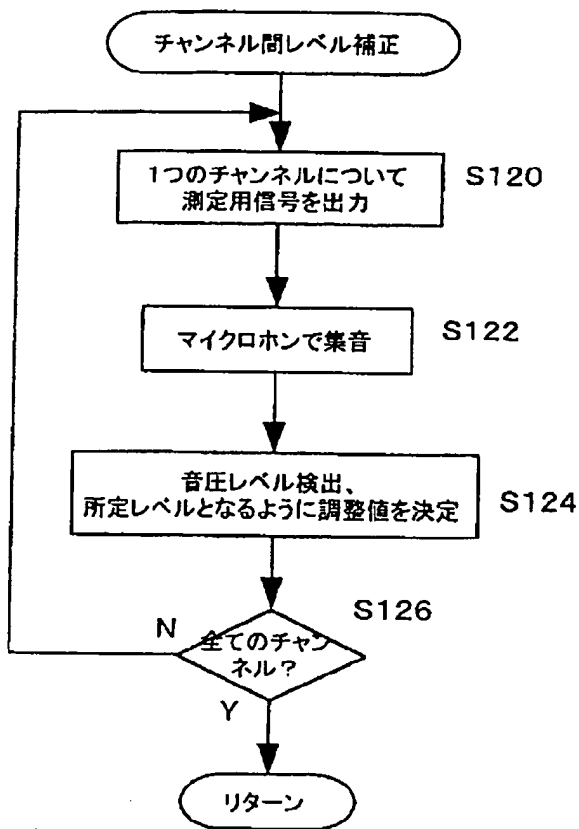 チャンネル間レベル補正
1つのチャンネルについて
測定用信号を出力
S120
マイクロホンで集音
S122
音圧レベル検出、
所定レベルとなるように調整値を決定
S124
S126
N
全てのチャン
ネル?
Y
リターン